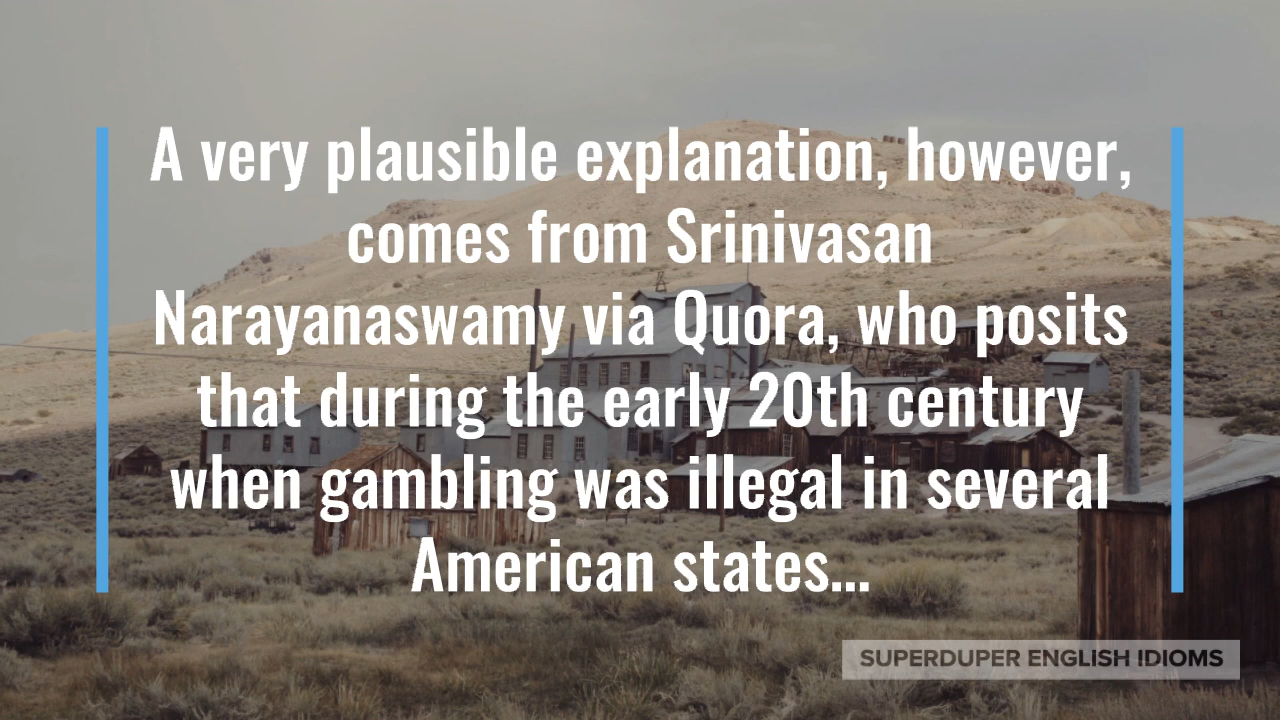 A very plausible explanation, however,
comes from Srinivasan
Narayanaswamy via Quora, who posits
that during the early 20th century
when gambling was illegal in several
American states...
SUPERDUPER ENGLISH IDIOMS